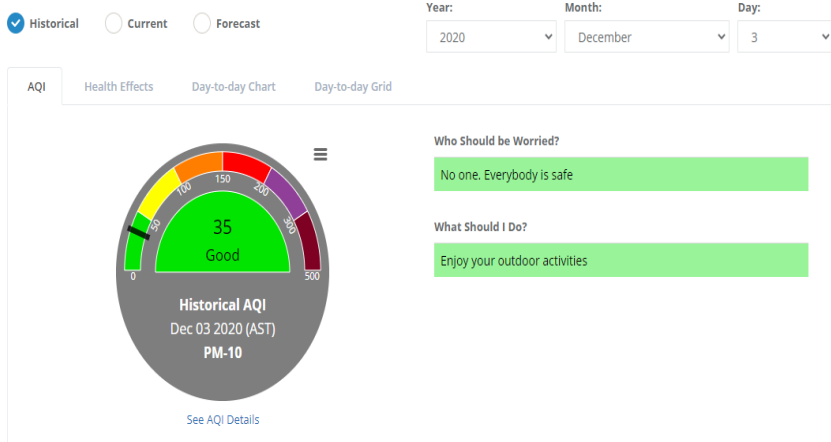 Year:
Month:
Day:
Historical
Current
Forecast
2020
December
3
AQI
Health Effects
Day-to-day Chart
Day-to-day Grid
Who Should be Worried?
No one. Everybody is safe
What Should I Do?
Enjoy your outdoor activities
0
50
100
150
200
300
500
35
Good
Historical AQI
Dec 03 2020 (AST)
PM-10
See AQI Details